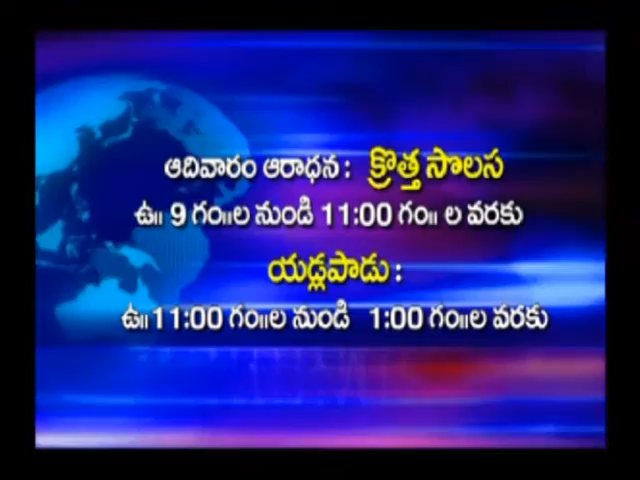 ఆదివారం ఆరాధన : క్రొత్త సొలస
ఉ॥ 9 గం॥ల నుండి 11:00 గం॥ ల వరకు
యడ్లపాడు :
ఉ॥11:00 గం॥ల నుండి 1:00 గం॥ల వరకు